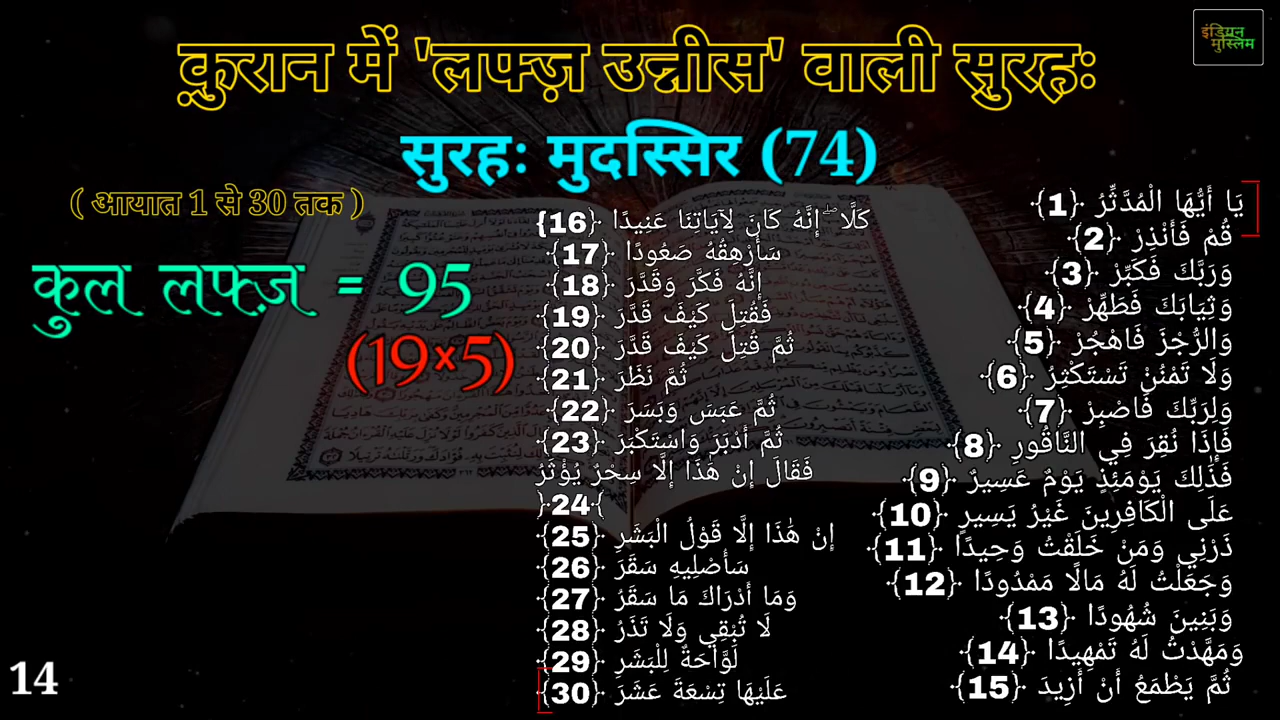 इंडियन
मुस्लिम
क़ुरान में 'लफ्ज़ उन्नीस' वाली सुरहः
सुरहः मुदस्सिर (74)
( आयात 1 से 30 तक )
कुल लफ्ज़ = 95
(19×5)
يَا أَيُّهَا الْمُدَّثِّرُ ‎{1}
قُمْ فَأَنْذِرْ ‎{2}
وَرَبَّكَ فَكَبِّرْ ‎{3}
وَثِيَابَكَ فَطَهِّرْ ‎{4}
وَالرُّجْزَ فَاهْجُرْ ‎{5}
وَلَا تَمْنُنْ تَسْتَكْثِرُ ‎{6}
وَلِرَبِّكَ فَاصْبِرْ ‎{7}
فَإِذَا نُقِرَ فِي النَّاقُورِ ‎{8}
فَذَٰلِكَ يَوْمَئِذٍ يَوْمٌ عَسِيرٌ ‎{9}
عَلَى الْكَافِرِينَ غَيْرُ يَسِيرٍ ‎{10}
ذَرْنِي وَمَنْ خَلَقْتُ وَحِيدًا ‎{11}
وَجَعَلْتُ لَهُ مَالًا مَمْدُودًا ‎{12}
وَبَنِينَ شُهُودًا ‎{13}
وَمَهَّدْتُ لَهُ تَمْهِيدًا ‎{14}
ثُمَّ يَطْمَعُ أَنْ أَزِيدَ ‎{15}
كَلَّا ۖ إِنَّهُ كَانَ لِآيَاتِنَا عَنِيدًا ‎{16}
سَأُرْهِقُهُ صَعُودًا ‎{17}
إِنَّهُ فَكَّرَ وَقَدَّرَ ‎{18}
فَقُتِلَ كَيْفَ قَدَّرَ ‎{19}
ثُمَّ قُتِلَ كَيْفَ قَدَّرَ ‎{20}
ثُمَّ نَظَرَ ‎{21}
ثُمَّ عَبَسَ وَبَسَرَ ‎{22}
ثُمَّ أَدْبَرَ وَاسْتَكْبَرَ ‎{23}
فَقَالَ إِنْ هَٰذَا إِلَّا سِحْرٌ يُؤْثَرُ
}24{
إِنْ هَٰذَا إِلَّا قَوْلُ الْبَشَرِ ‎{25}
سَأُصْلِيهِ سَقَرَ ‎{26}
وَمَا أَدْرَاكَ مَا سَقَرُ ‎{27}
لَا تُبْقِي وَلَا تَذَرُ ‎{28}
لَوَّاحَةٌ لِلْبَشَرِ ‎{29}
عَلَيْهَا تِسْعَةَ عَشَرَ ‎{30}
14